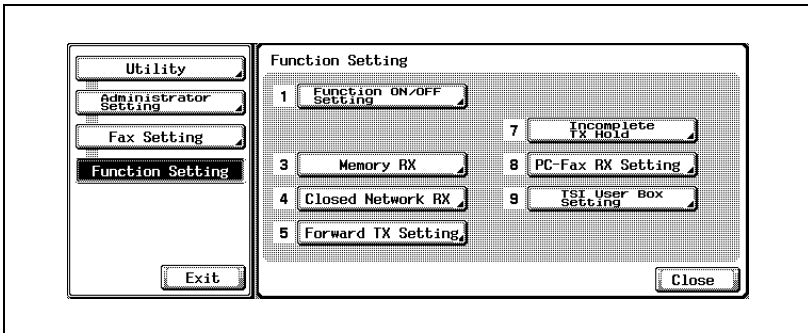 Utility
Administrator
Setting
Fax Setting
Function Setting
Exit
Function Setting
1 Function ON/OFF
Setting
3 Memory RX
4 Closed Network RX
5 Forward TX Setting
7 Incomplete
TX Hold
8 PC-Fax RX Setting
9 TSI User Box
Setting
Close